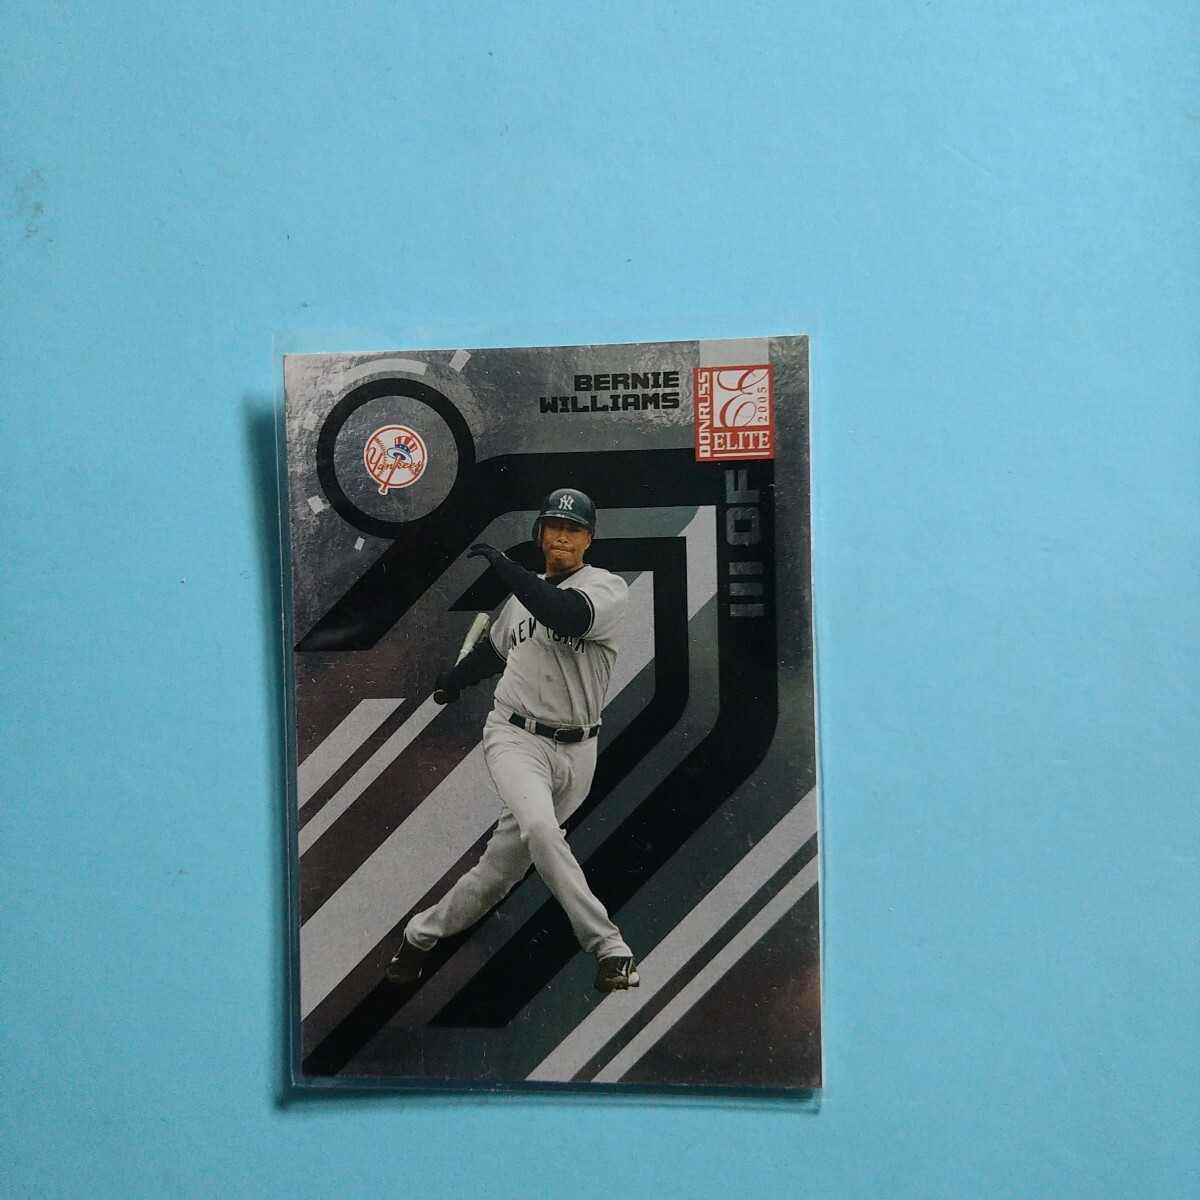 BERNIE
WILLIAMS
DONRUSS
E
2005
ELITE
Yankees
OF
NY
NEW YORK